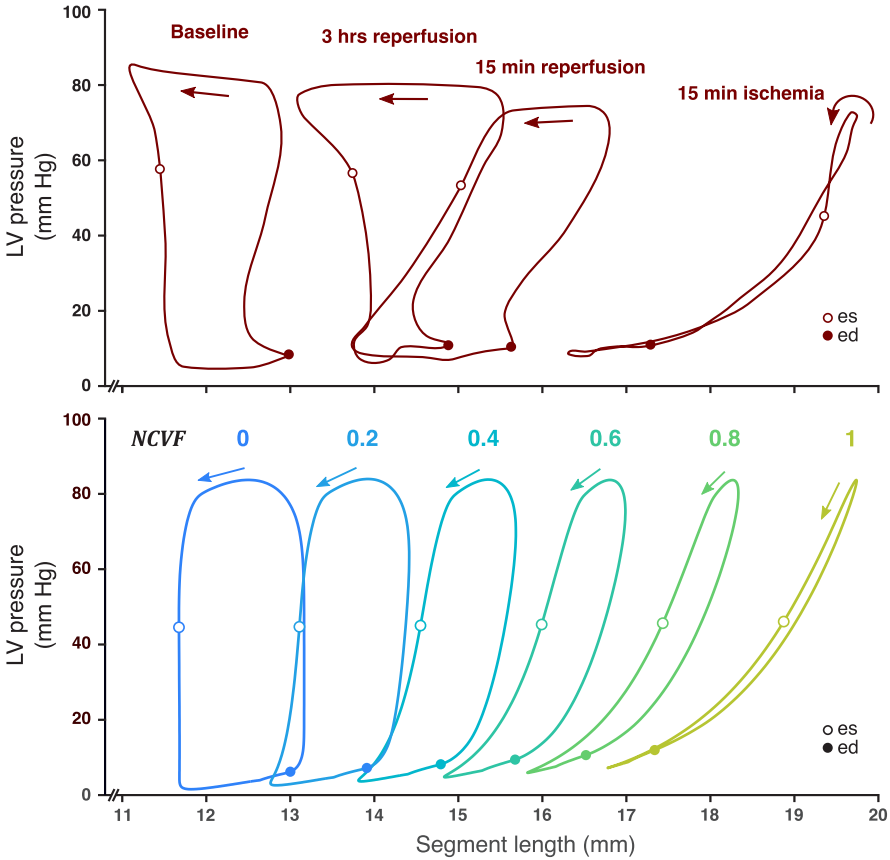 100
Baseline
3 hrs reperfusion
15 min reperfusion
80
15 min ischemia
LV pressure
(mm Hg)
60
40
20
es
ed
0
100
NCVF 0 0.2 0.4 0.6 0.8 1
80
LV pressure
(mm Hg)
60
40
20
es
ed
0
11 12 13 14 15 16 17 18 19 20
Segment length (mm)